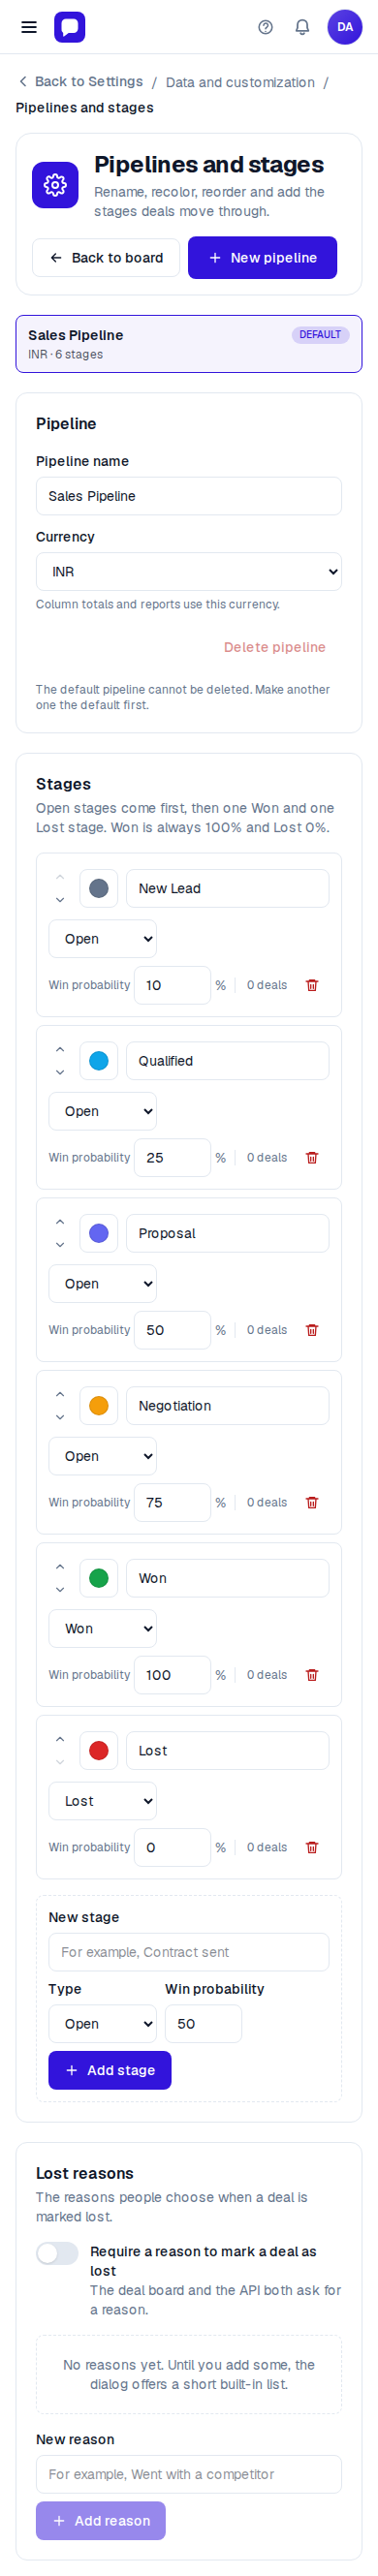 DA
Back to Settings / Data and customization /
Pipelines and stages
Pipelines and stages
Rename, recolor, reorder and add the
stages deals move through.
Back to board
New pipeline
Sales Pipeline
DEFAULT
INR · 6 stages
Pipeline
Pipeline name
Sales Pipeline
Currency
INR
Column totals and reports use this currency.
Delete pipeline
The default pipeline cannot be deleted. Make another
one the default first.
Stages
Open stages come first, then one Won and one
Lost stage. Won is always 100% and Lost 0%.
New Lead
Open
Win probability 10 % 0 deals
Qualified
Open
Win probability 25 % 0 deals
Proposal
Open
Win probability 50 % 0 deals
Negotiation
Open
Win probability 75 % 0 deals
Won
Won
Win probability 100 % 0 deals
Lost
Lost
Win probability 0 % 0 deals
New stage
For example, Contract sent
Type Win probability
Open 50
Add stage
Lost reasons
The reasons people choose when a deal is
marked lost.
Require a reason to mark a deal as
lost
The deal board and the API both ask for
a reason.
No reasons yet. Until you add some, the
dialog offers a short built-in list.
New reason
For example, Went with a competitor
Add reason